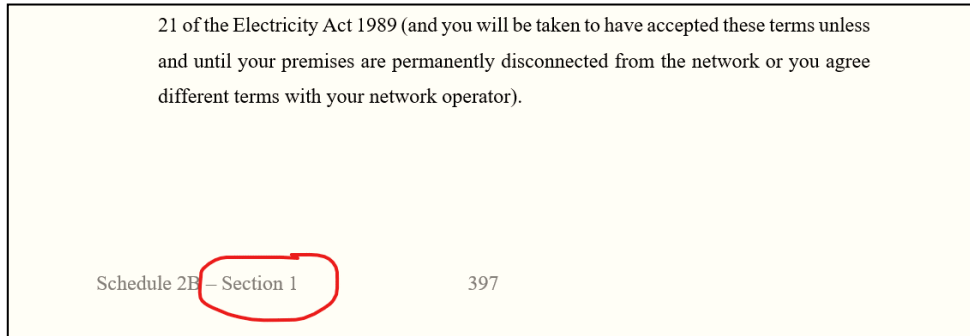 21 of the Electricity Act 1989 (and you will be taken to have accepted these terms unless
and until your premises are permanently disconnected from the network or you agree
different terms with your network operator).
Schedule 2B – Section 1 397